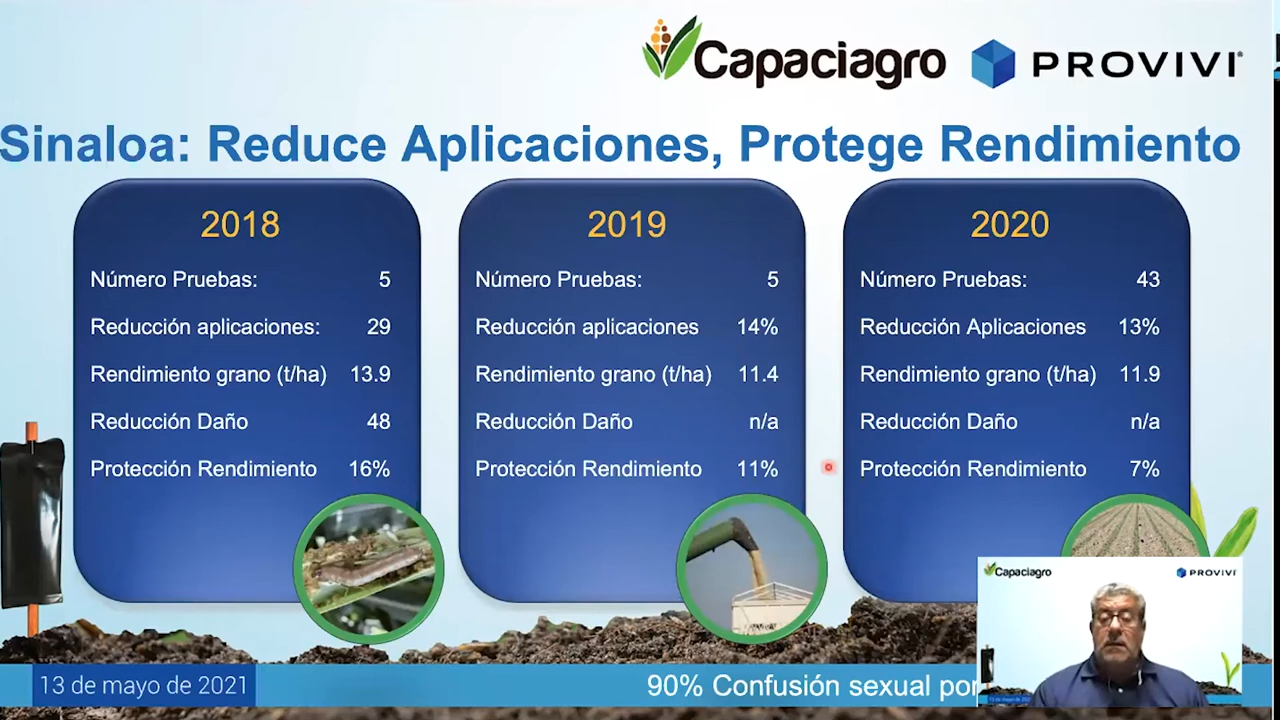 Capaciagro
PROVIVI
Sinaloa: Reduce Aplicaciones, Protege Rendimiento
2018
Número Pruebas: 5
Reducción aplicaciones: 29
Rendimiento grano (t/ha) 13.9
Reducción Daño 48
Protección Rendimiento 16%
2019
Número Pruebas: 5
Reducción aplicaciones 14%
Rendimiento grano (t/ha) 11.4
Reducción Daño n/a
Protección Rendimiento 11%
2020
Número Pruebas: 43
Reducción Aplicaciones 13%
Rendimiento grano (t/ha) 11.9
Reducción Daño n/a
Protección Rendimiento 7%
Capaciagro
PROVIVI
13 de mayo de 2021
90% Confusión sexual por